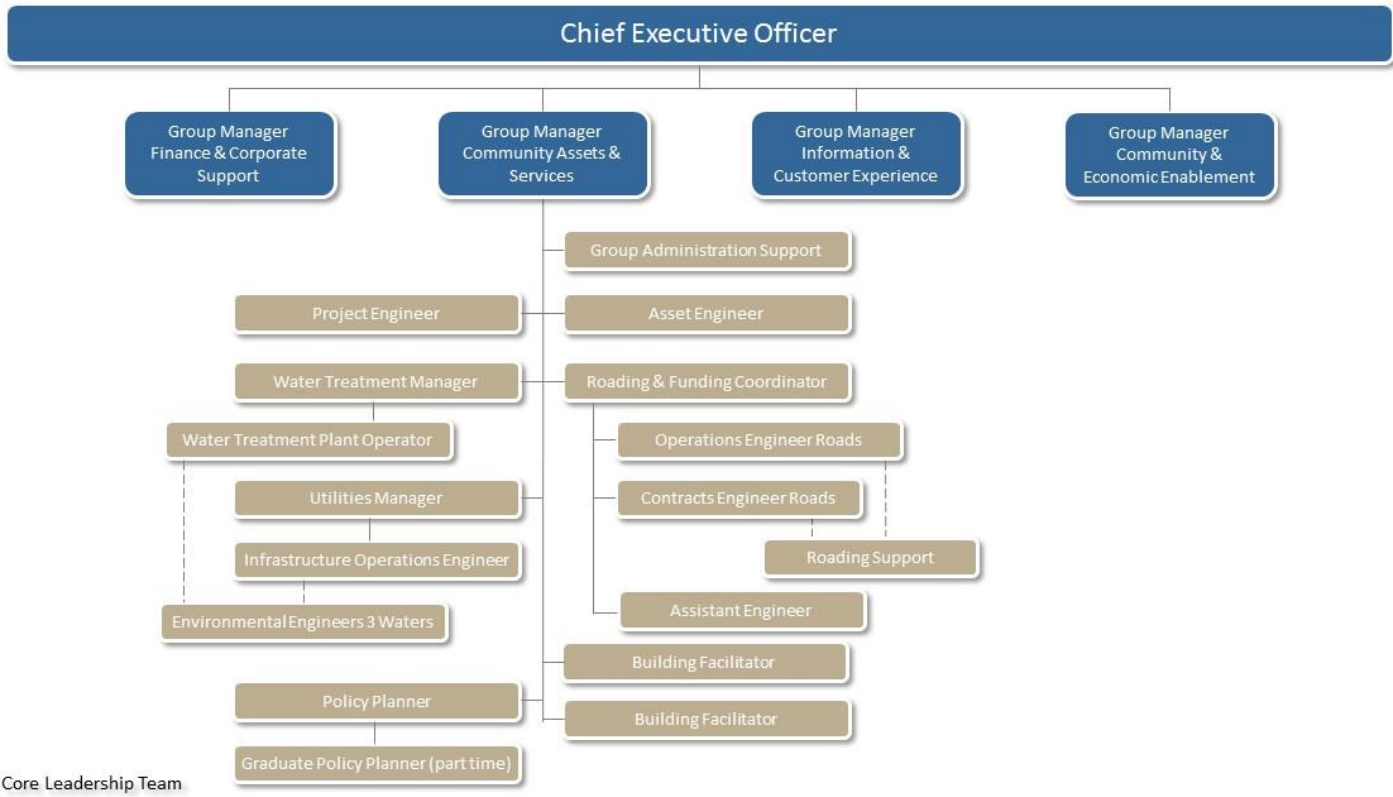 Chief Executive Officer
Group Manager
Finance & Corporate
Support
Group Manager
Community Assets &
Services
Group Manager
Information &
Customer Experience
Group Manager
Community &
Economic Enablement
Group Administration Support
Project Engineer
Asset Engineer
Water Treatment Manager
Roading & Funding Coordinator
Water Treatment Plant Operator
Operations Engineer Roads
Utilities Manager
Contracts Engineer Roads
Infrastructure Operations Engineer
Roading Support
Environmental Engineers 3 Waters
Assistant Engineer
Building Facilitator
Policy Planner
Building Facilitator
Graduate Policy Planner (part time)
Core Leadership Team